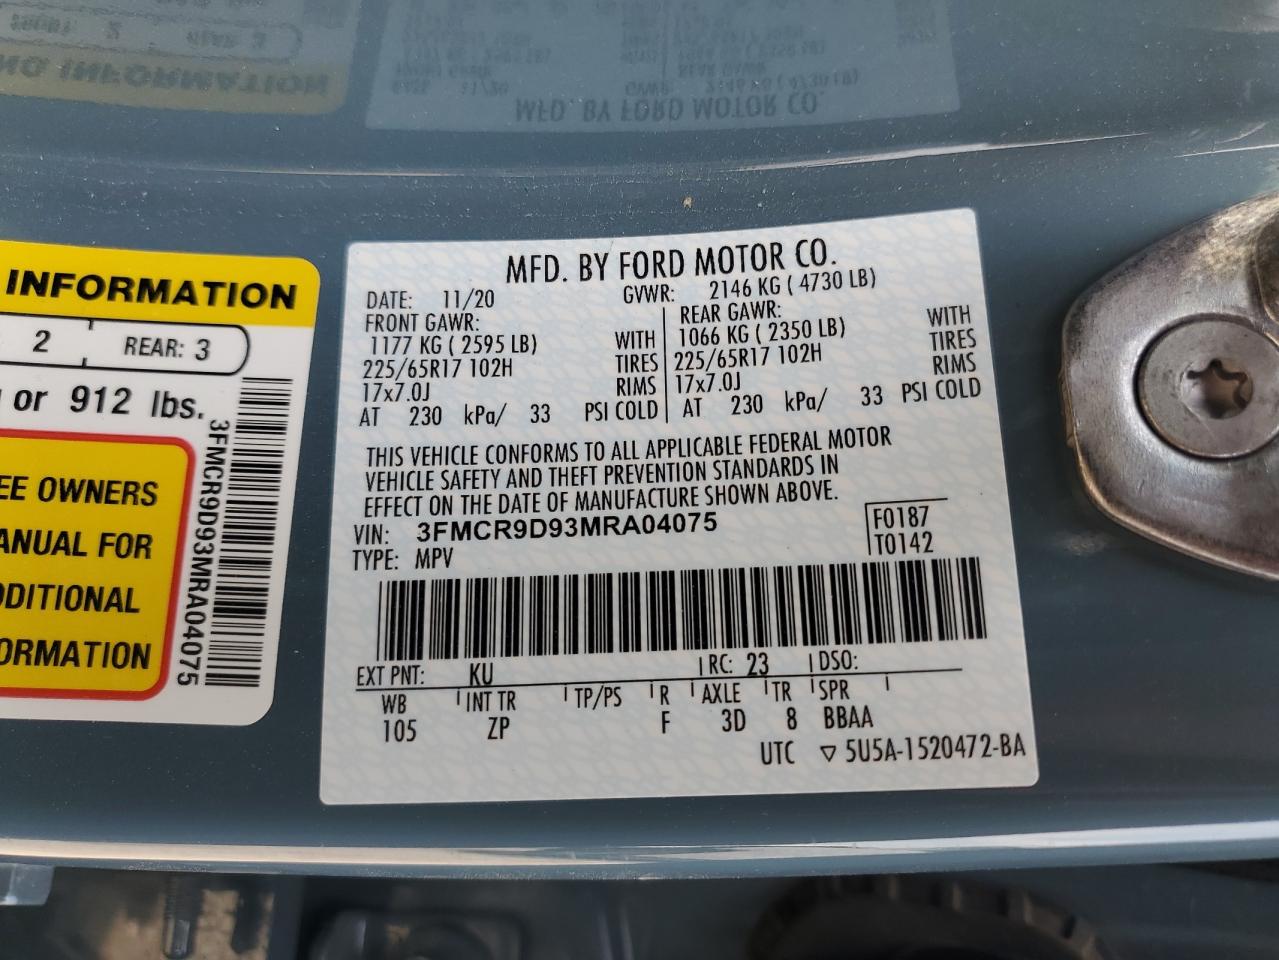 INFORMATION
2 REAR: 3
or 912 lbs.
EE OWNERS
ANUAL FOR
DDITIONAL
ORMATION
3FMCR9D93MRA04075
MFD. BY FORD MOTOR CO.
DATE: 11/20 GVWR: 2146 KG ( 4730 LB)
FRONT GAWR: REAR GAWR:
1177 KG ( 2595 LB) WITH 1066 KG ( 2350 LB) WITH
225/65R17 102H TIRES 225/65R17 102H TIRES
17x7.0J RIMS 17x7.0J RIMS
AT 230 kPa/ 33 PSI COLD AT 230 kPa/ 33 PSI COLD
THIS VEHICLE CONFORMS TO ALL APPLICABLE FEDERAL MOTOR
VEHICLE SAFETY AND THEFT PREVENTION STANDARDS IN
EFFECT ON THE DATE OF MANUFACTURE SHOWN ABOVE.
VIN: 3FMCR9D93MRA04075 F0187
TYPE: MPV T0142
EXT PNT: KU RC: 23 DSO:
WB INT TR TP/PS R AXLE TR SPR
105 ZP F 3D 8 BBAA
UTC ▽ 5U5A-1520472-BA